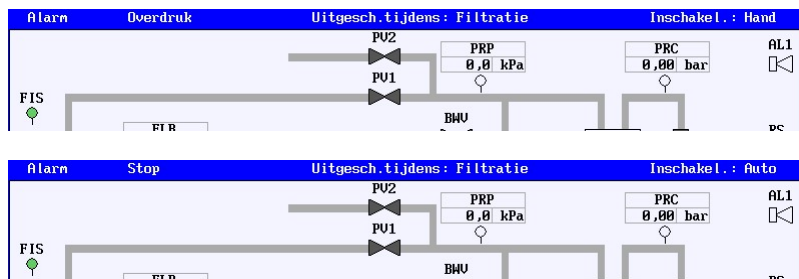 Alarm Overdruk Uitgesch.tijdens: Filtratie Inschakel.: Hand
PV2
PRP PRC AL1
0,0 kPa 0,00 bar
PV1
FIS
BWV
Alarm Stop Uitgesch.tijdens: Filtratie Inschakel.: Auto
PV2
PRP PRC AL1
0,0 kPa 0,00 bar
PV1
FIS
BWV